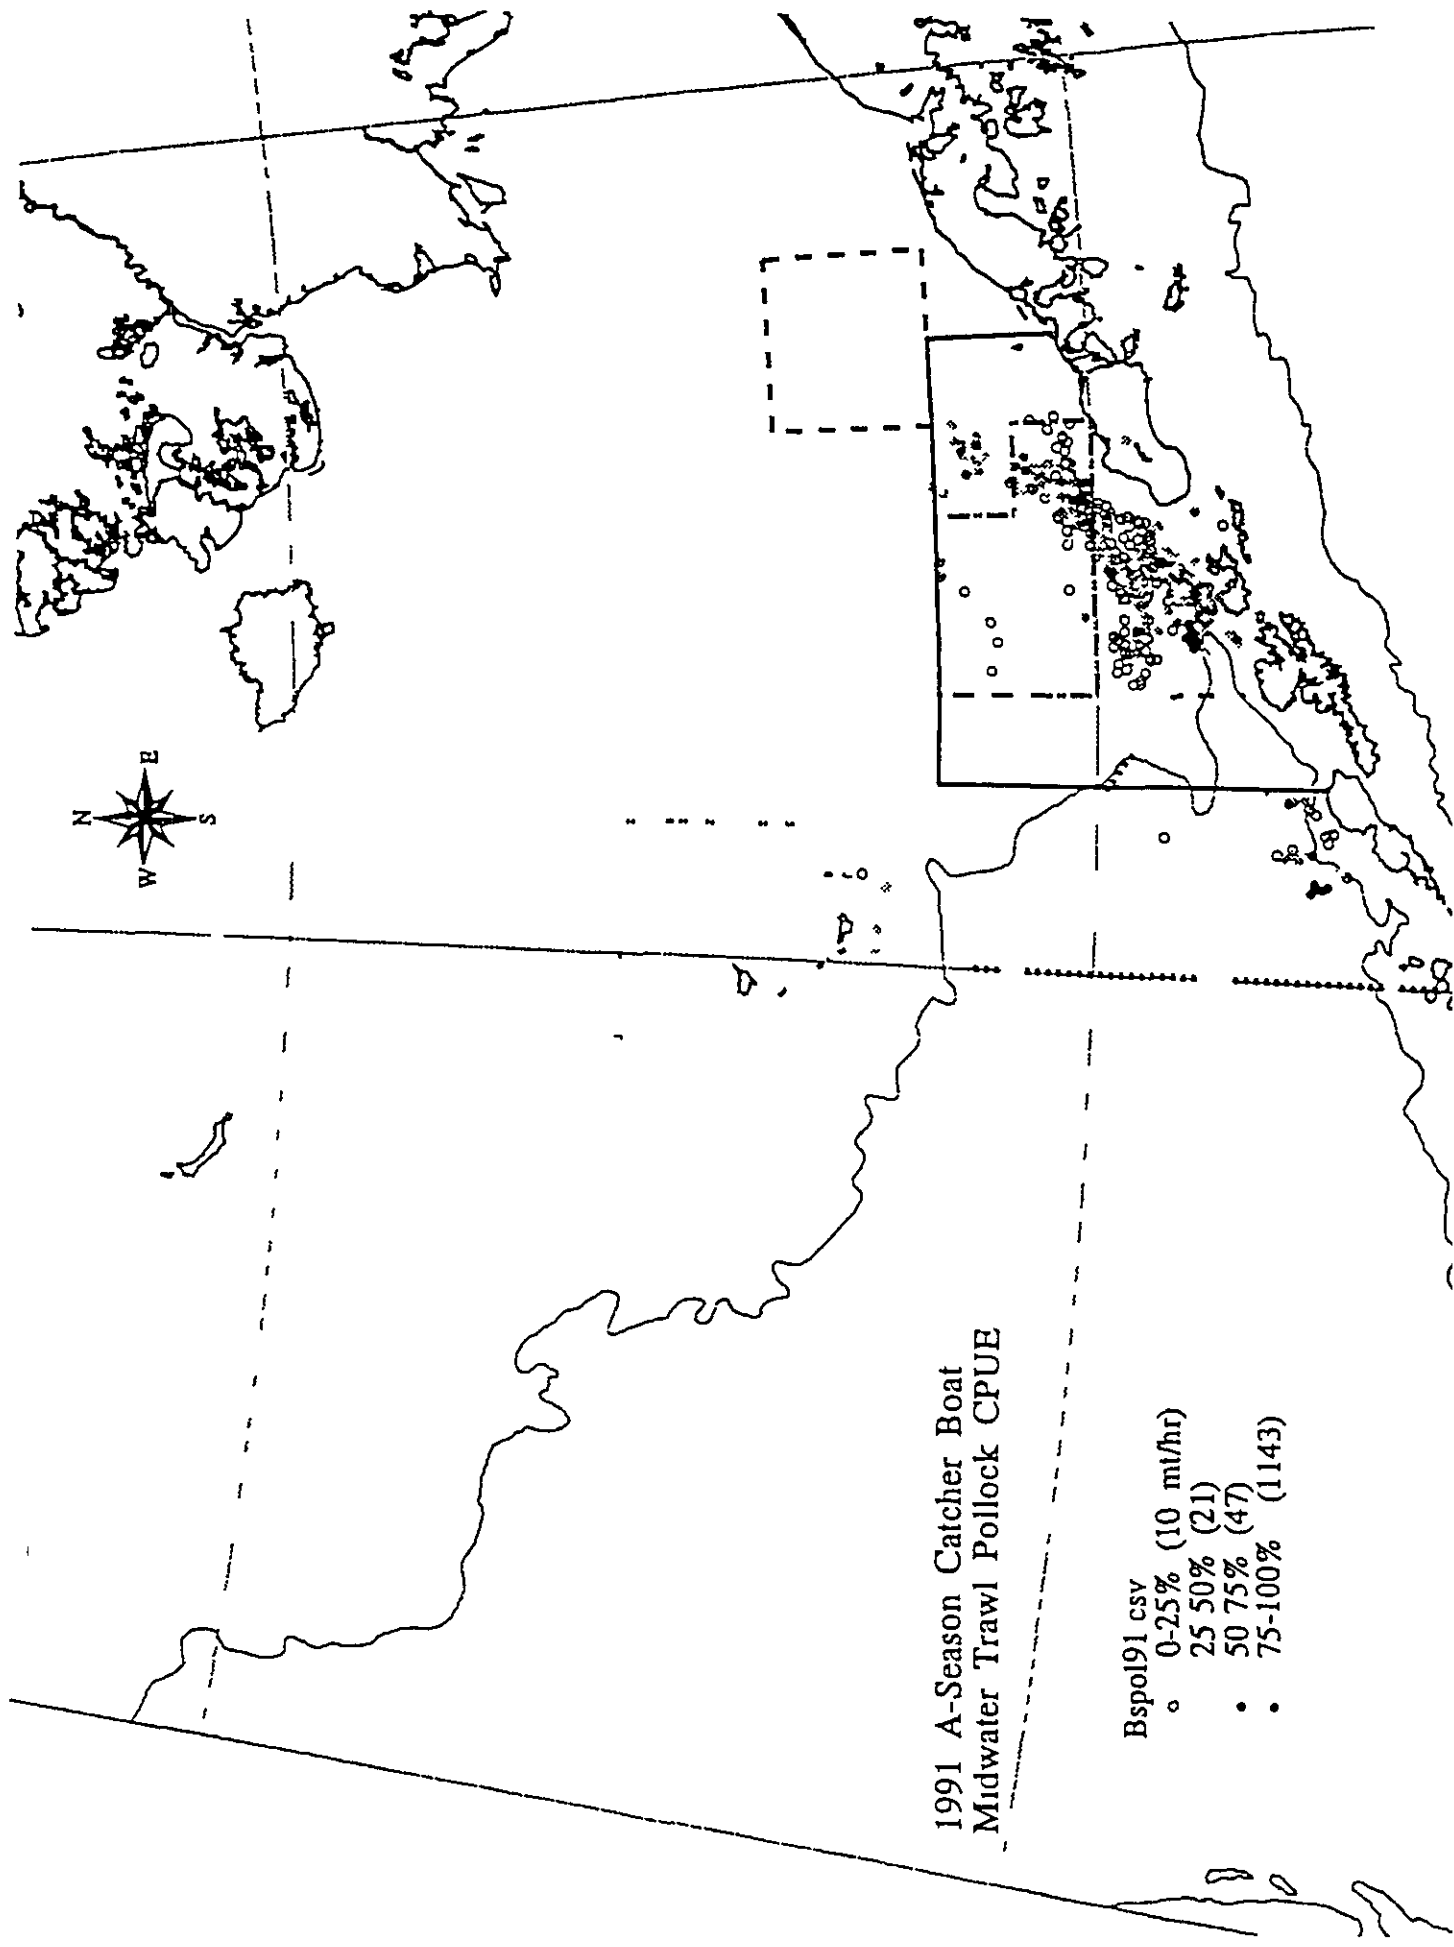 N
W
E
S
1991 A-Season Catcher Boat
Midwater Trawl Pollock CPUE
Bspol91 csv
0-25% (10 mt/hr)
25 50% (21)
50 75% (47)
75-100% (1143)